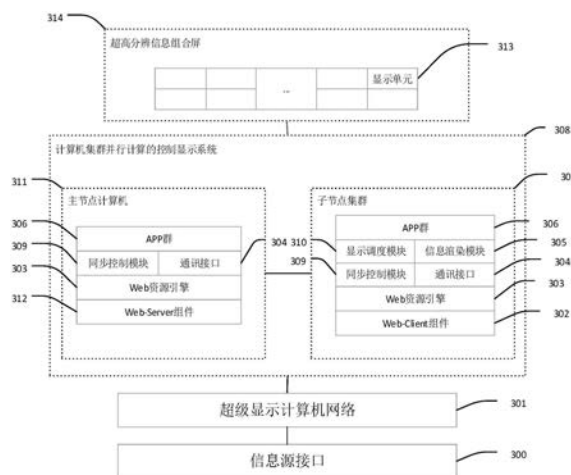 314
超高分辨信息组合屏
313
显示单元
...
308
计算机集群并行计算的控制显示系统
311
主节点计算机
子节点集群
30
306
APP群
304
310
APP群
306
309
同步控制模块
通讯接口
309
显示调度模块
信息渲染模块
305
同步控制模块
通讯接口
304
303
Web资源引擎
Web资源引擎
303
312
Web-Server组件
Web-Client组件
302
超级显示计算机网络
301
信息源接口
300